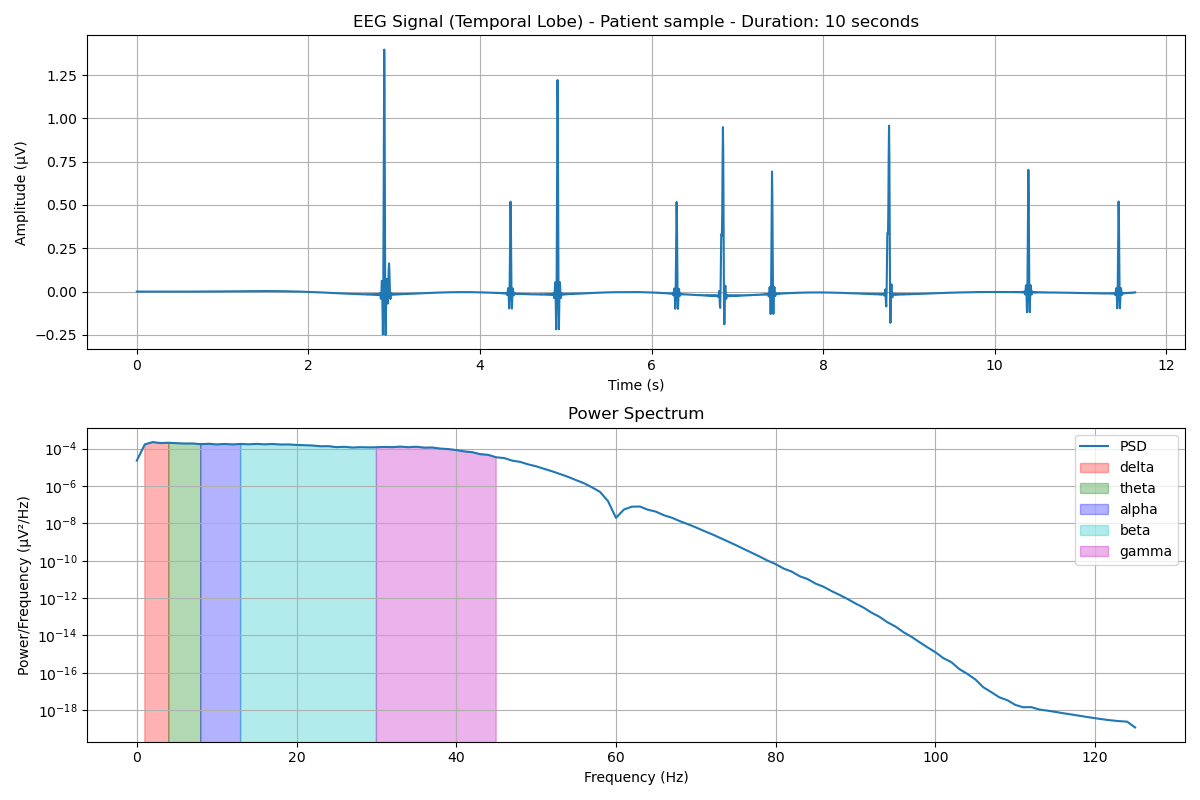 EEG Signal (Temporal Lobe) - Patient sample - Duration: 10 seconds
Amplitude (µV)
1.25
1.00
0.75
0.50
0.25
0.00
−0.25
0 2 4 6 8 10 12
Time (s)
Power Spectrum
Power/Frequency (µV²/Hz)
10⁻⁴
10⁻⁶
10⁻⁸
10⁻¹⁰
10⁻¹²
10⁻¹⁴
10⁻¹⁶
10⁻¹⁸
PSD
delta
theta
alpha
beta
gamma
0 20 40 60 80 100 120
Frequency (Hz)